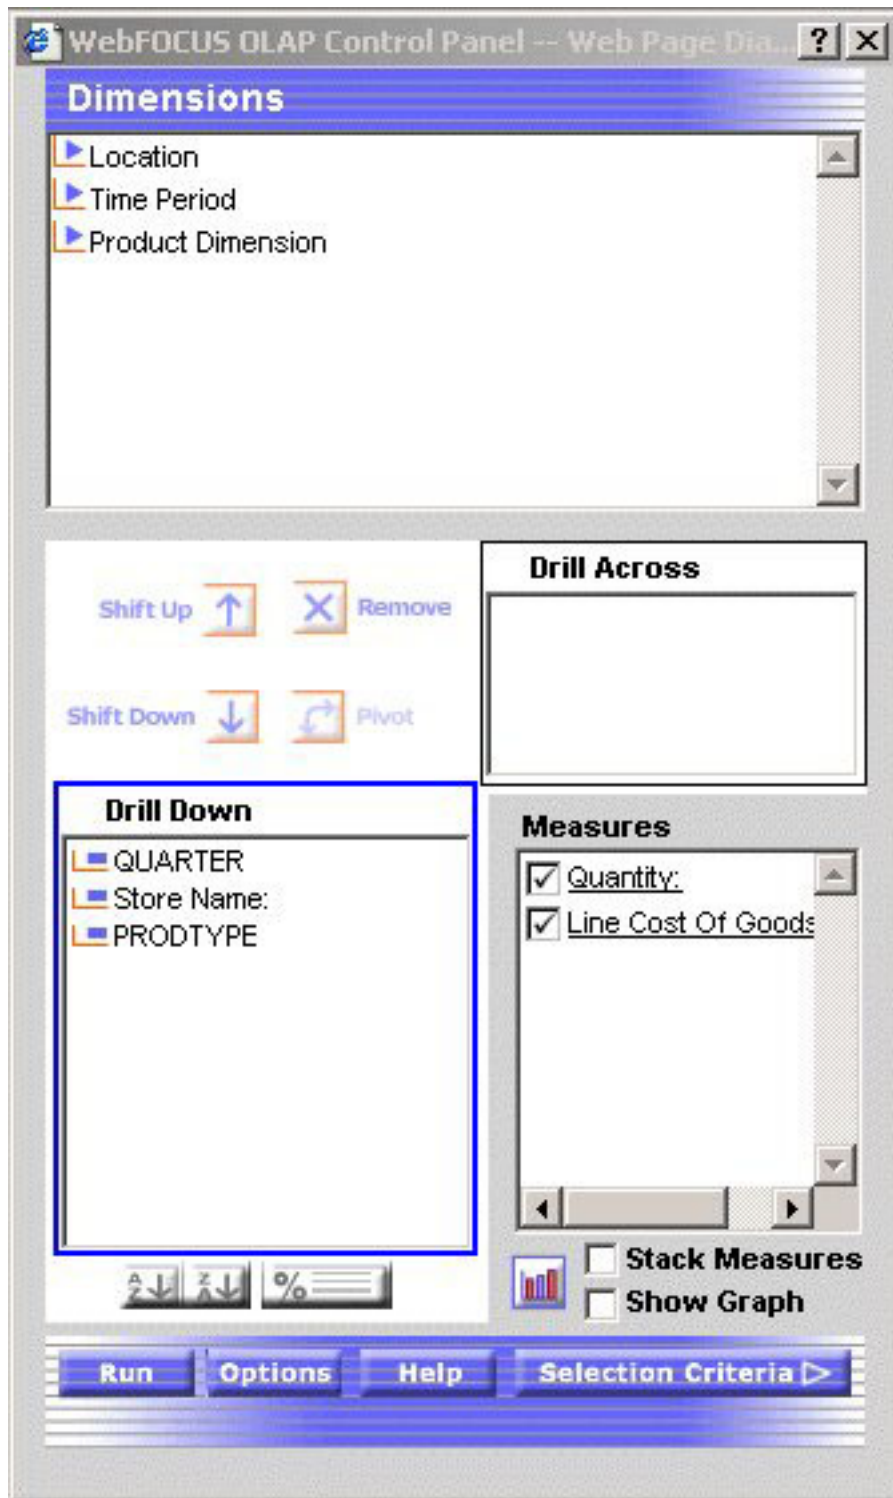 WebFOCUS OLAP Control Panel -- Web Page Dia... ? X
Dimensions
Location
Time Period
Product Dimension
Shift Up
Remove
Shift Down
Pivot
Drill Across
Drill Down
QUARTER
Store Name:
PRODTYPE
Measures
Quantity:
Line Cost Of Goods
A Z
Z A
%
Stack Measures
Show Graph
Run Options Help Selection Criteria